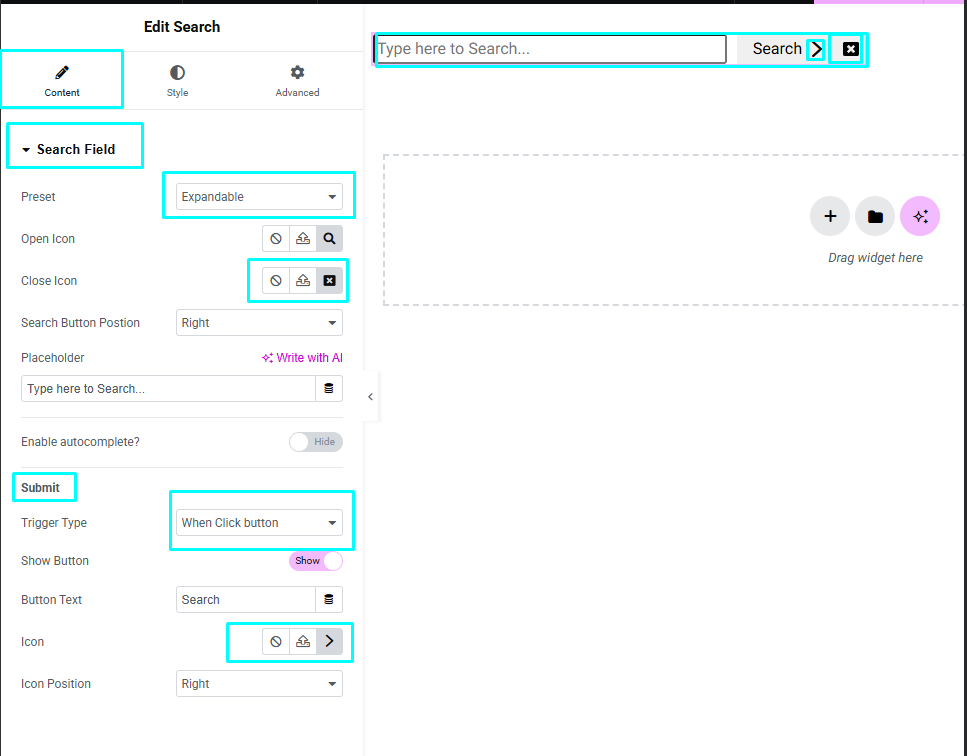 Edit Search
Content
Style
Advanced
Search Field
Preset
Expandable
Open Icon
Close Icon
Search Button Postion
Right
Placeholder
Write with AI
Type here to Search...
Enable autocomplete?
Hide
Submit
Trigger Type
When Click button
Show Button
Show
Button Text
Search
Icon
Icon Position
Right
Type here to Search...
Search
Drag widget here